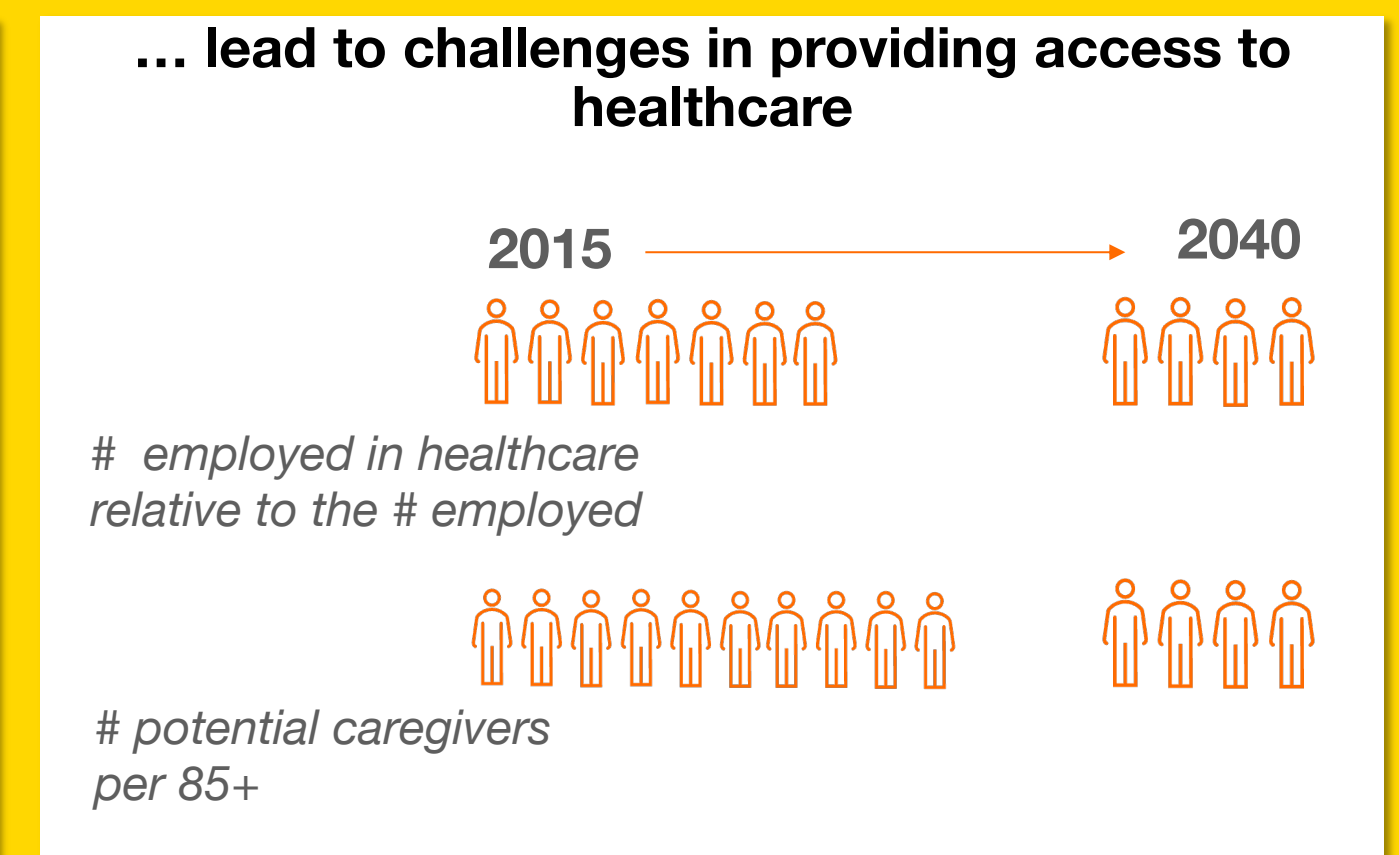 ... lead to challenges in providing access to
healthcare
2015
2040
# employed in healthcare
relative to the # employed
# potential caregivers
per 85+